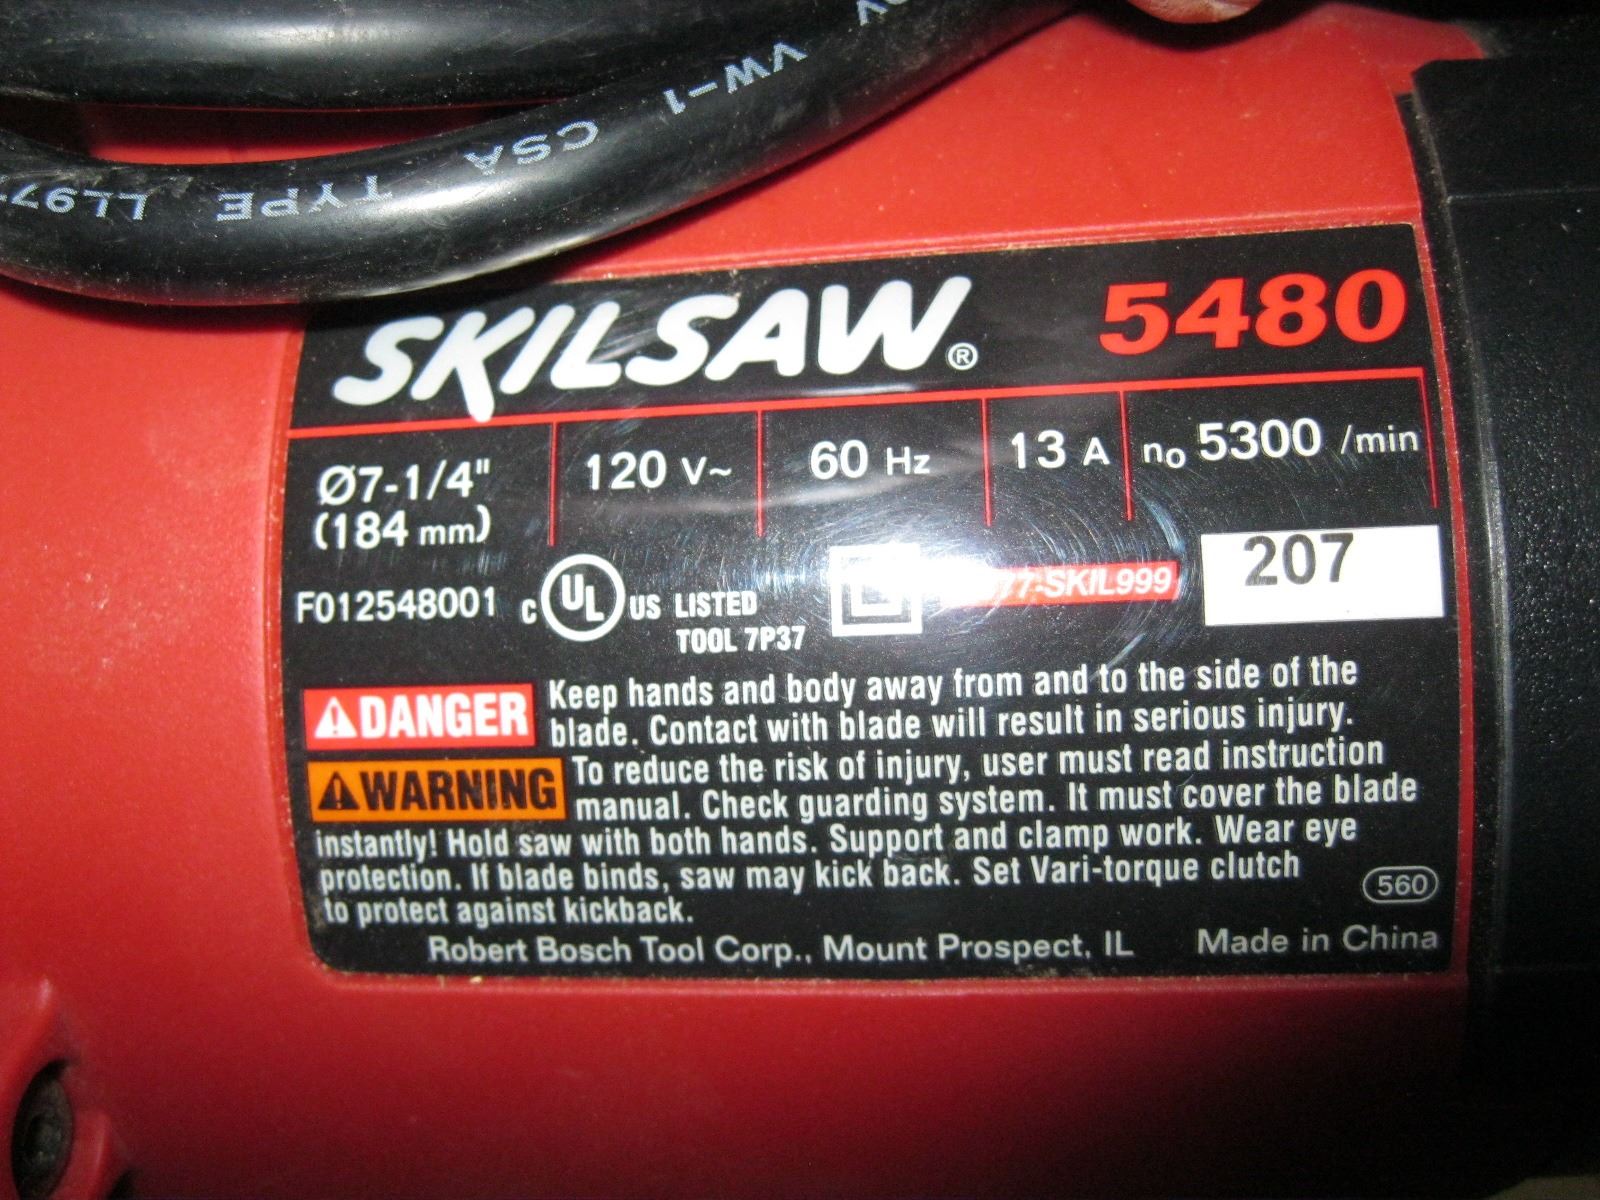 VW-1
CSA
TYPE
SKILSAW®
5480
Ø7-1/4"
(184 mm)
120 V~
60 Hz
13 A
no 5300 /min
F012548001
C UL US LISTED
TOOL 7P37
77-SKIL999
207
DANGER Keep hands and body away from and to the side of the
blade. Contact with blade will result in serious injury.
WARNING To reduce the risk of injury, user must read instruction
manual. Check guarding system. It must cover the blade
instantly! Hold saw with both hands. Support and clamp work. Wear eye
protection. If blade binds, saw may kick back. Set Vari-torque clutch
to protect against kickback.
560
Robert Bosch Tool Corp., Mount Prospect, IL Made in China